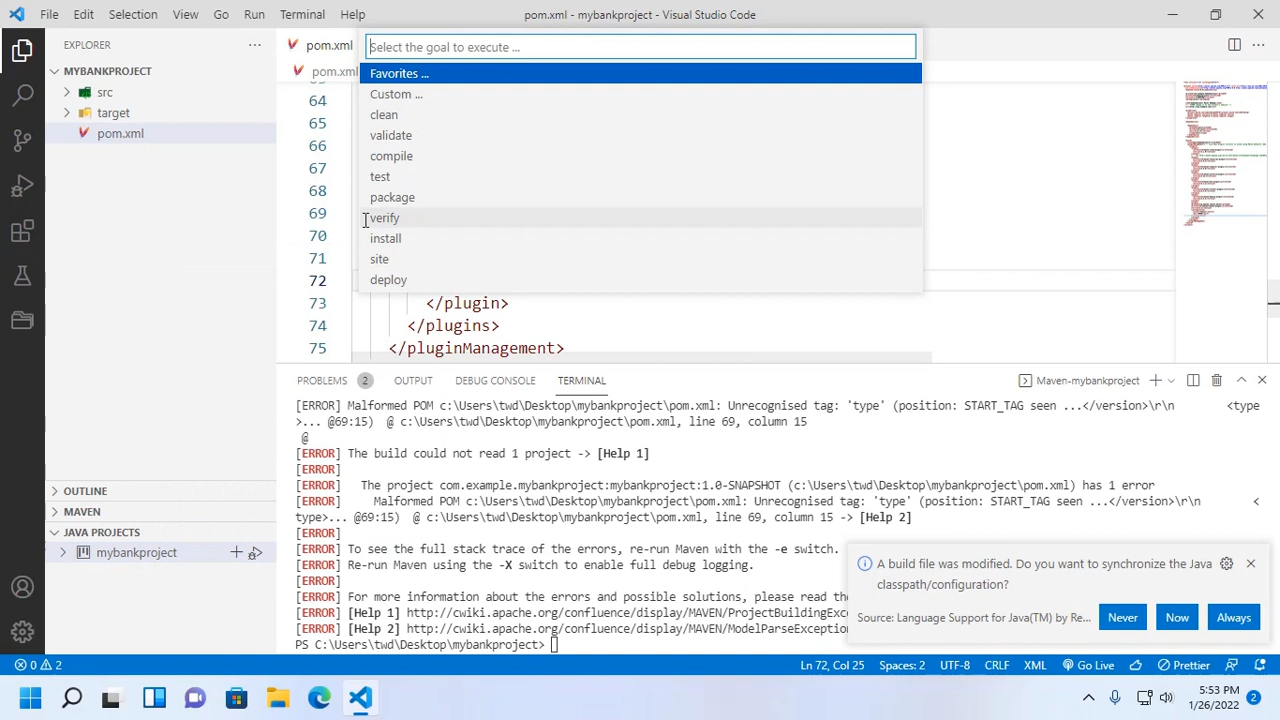 File Edit Selection View Go Run Terminal Help
pom.xml - mybankproject - Visual Studio Code
EXPLORER
MYBANKPROJECT
src
target
pom.xml
OUTLINE
MAVEN
JAVA PROJECTS
mybankproject
pom.xml
pom.xml
Select the goal to execute ...
Favorites ...
Custom ...
clean
validate
compile
test
package
verify
install
site
deploy
64
65
66
67
68
69
70
71
72
73 </plugin>
74 </plugins>
75 </pluginManagement>
PROBLEMS 2 OUTPUT DEBUG CONSOLE TERMINAL
Maven-mybankproject
[ERROR] Malformed POM c:\Users\twd\Desktop\mybankproject\pom.xml: Unrecognised tag: 'type' (position: START_TAG seen ...</version>\r\n <type
>... @69:15) @ c:\Users\twd\Desktop\mybankproject\pom.xml, line 69, column 15
@
[ERROR] The build could not read 1 project -> [Help 1]
[ERROR]
[ERROR] The project com.example.mybankproject:mybankproject:1.0-SNAPSHOT (c:\Users\twd\Desktop\mybankproject\pom.xml) has 1 error
[ERROR] Malformed POM c:\Users\twd\Desktop\mybankproject\pom.xml: Unrecognised tag: 'type' (position: START_TAG seen ...</version>\r\n <
type>... @69:15) @ c:\Users\twd\Desktop\mybankproject\pom.xml, line 69, column 15 -> [Help 2]
[ERROR]
[ERROR] To see the full stack trace of the errors, re-run Maven with the -e switch.
[ERROR] Re-run Maven using the -X switch to enable full debug logging.
[ERROR]
[ERROR] For more information about the errors and possible solutions, please read the
[ERROR] [Help 1] http://cwiki.apache.org/confluence/display/MAVEN/ProjectBuildingExc
[ERROR] [Help 2] http://cwiki.apache.org/confluence/display/MAVEN/ModelParseException
PS C:\Users\twd\Desktop\mybankproject>
A build file was modified. Do you want to synchronize the Java
classpath/configuration?
Source: Language Support for Java(TM) by Re...
Never
Now
Always
0 2
Ln 72, Col 25 Spaces: 2 UTF-8 CRLF XML Go Live Prettier
5:53 PM
1/26/2022
2